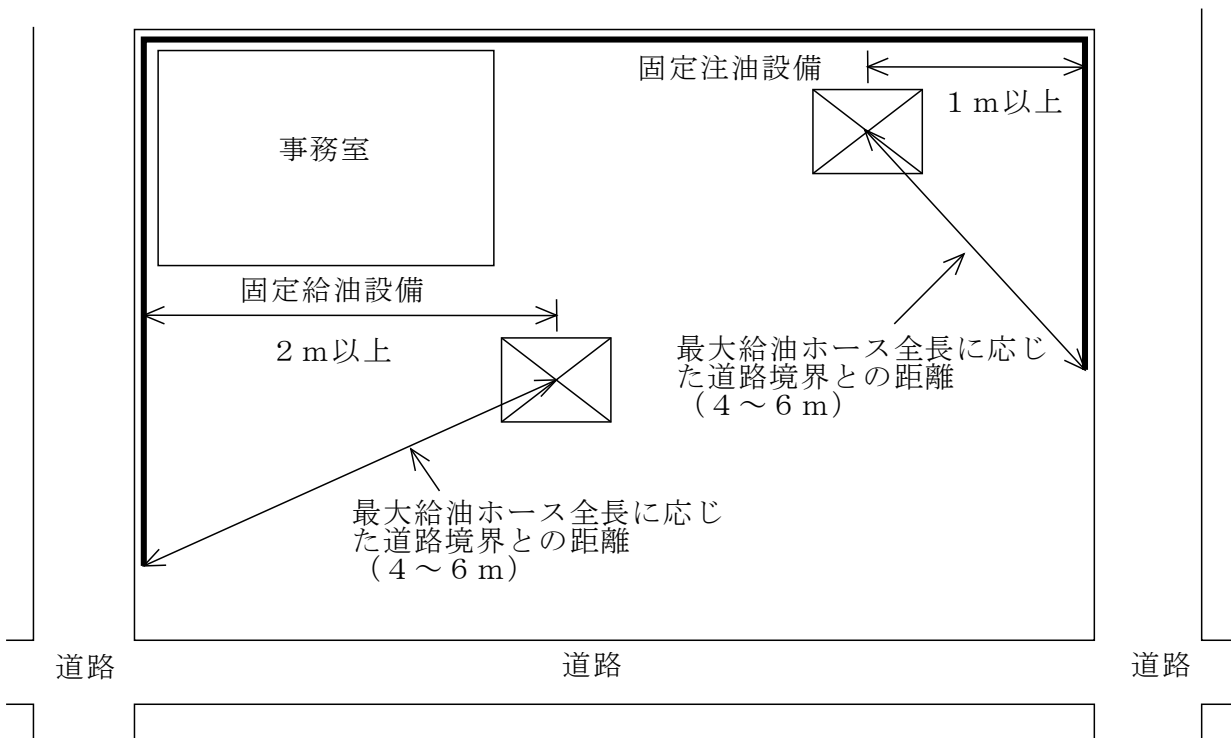 固定注油設備
1m以上
事務室
固定給油設備
2m以上
最大給油ホース全長に応じ
た道路境界との距離
(4~6m)
最大給油ホース全長に応じ
た道路境界との距離
(4~6m)
道路
道路
道路